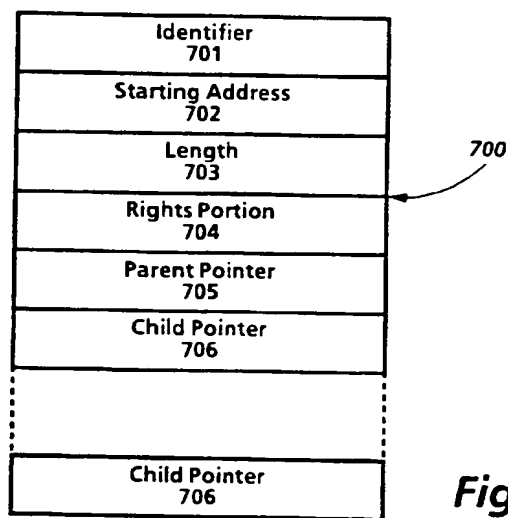 Identifier
701
Starting Address
702
Length
703
700
Rights Portion
704
Parent Pointer
705
Child Pointer
706
Child Pointer
706
Fig